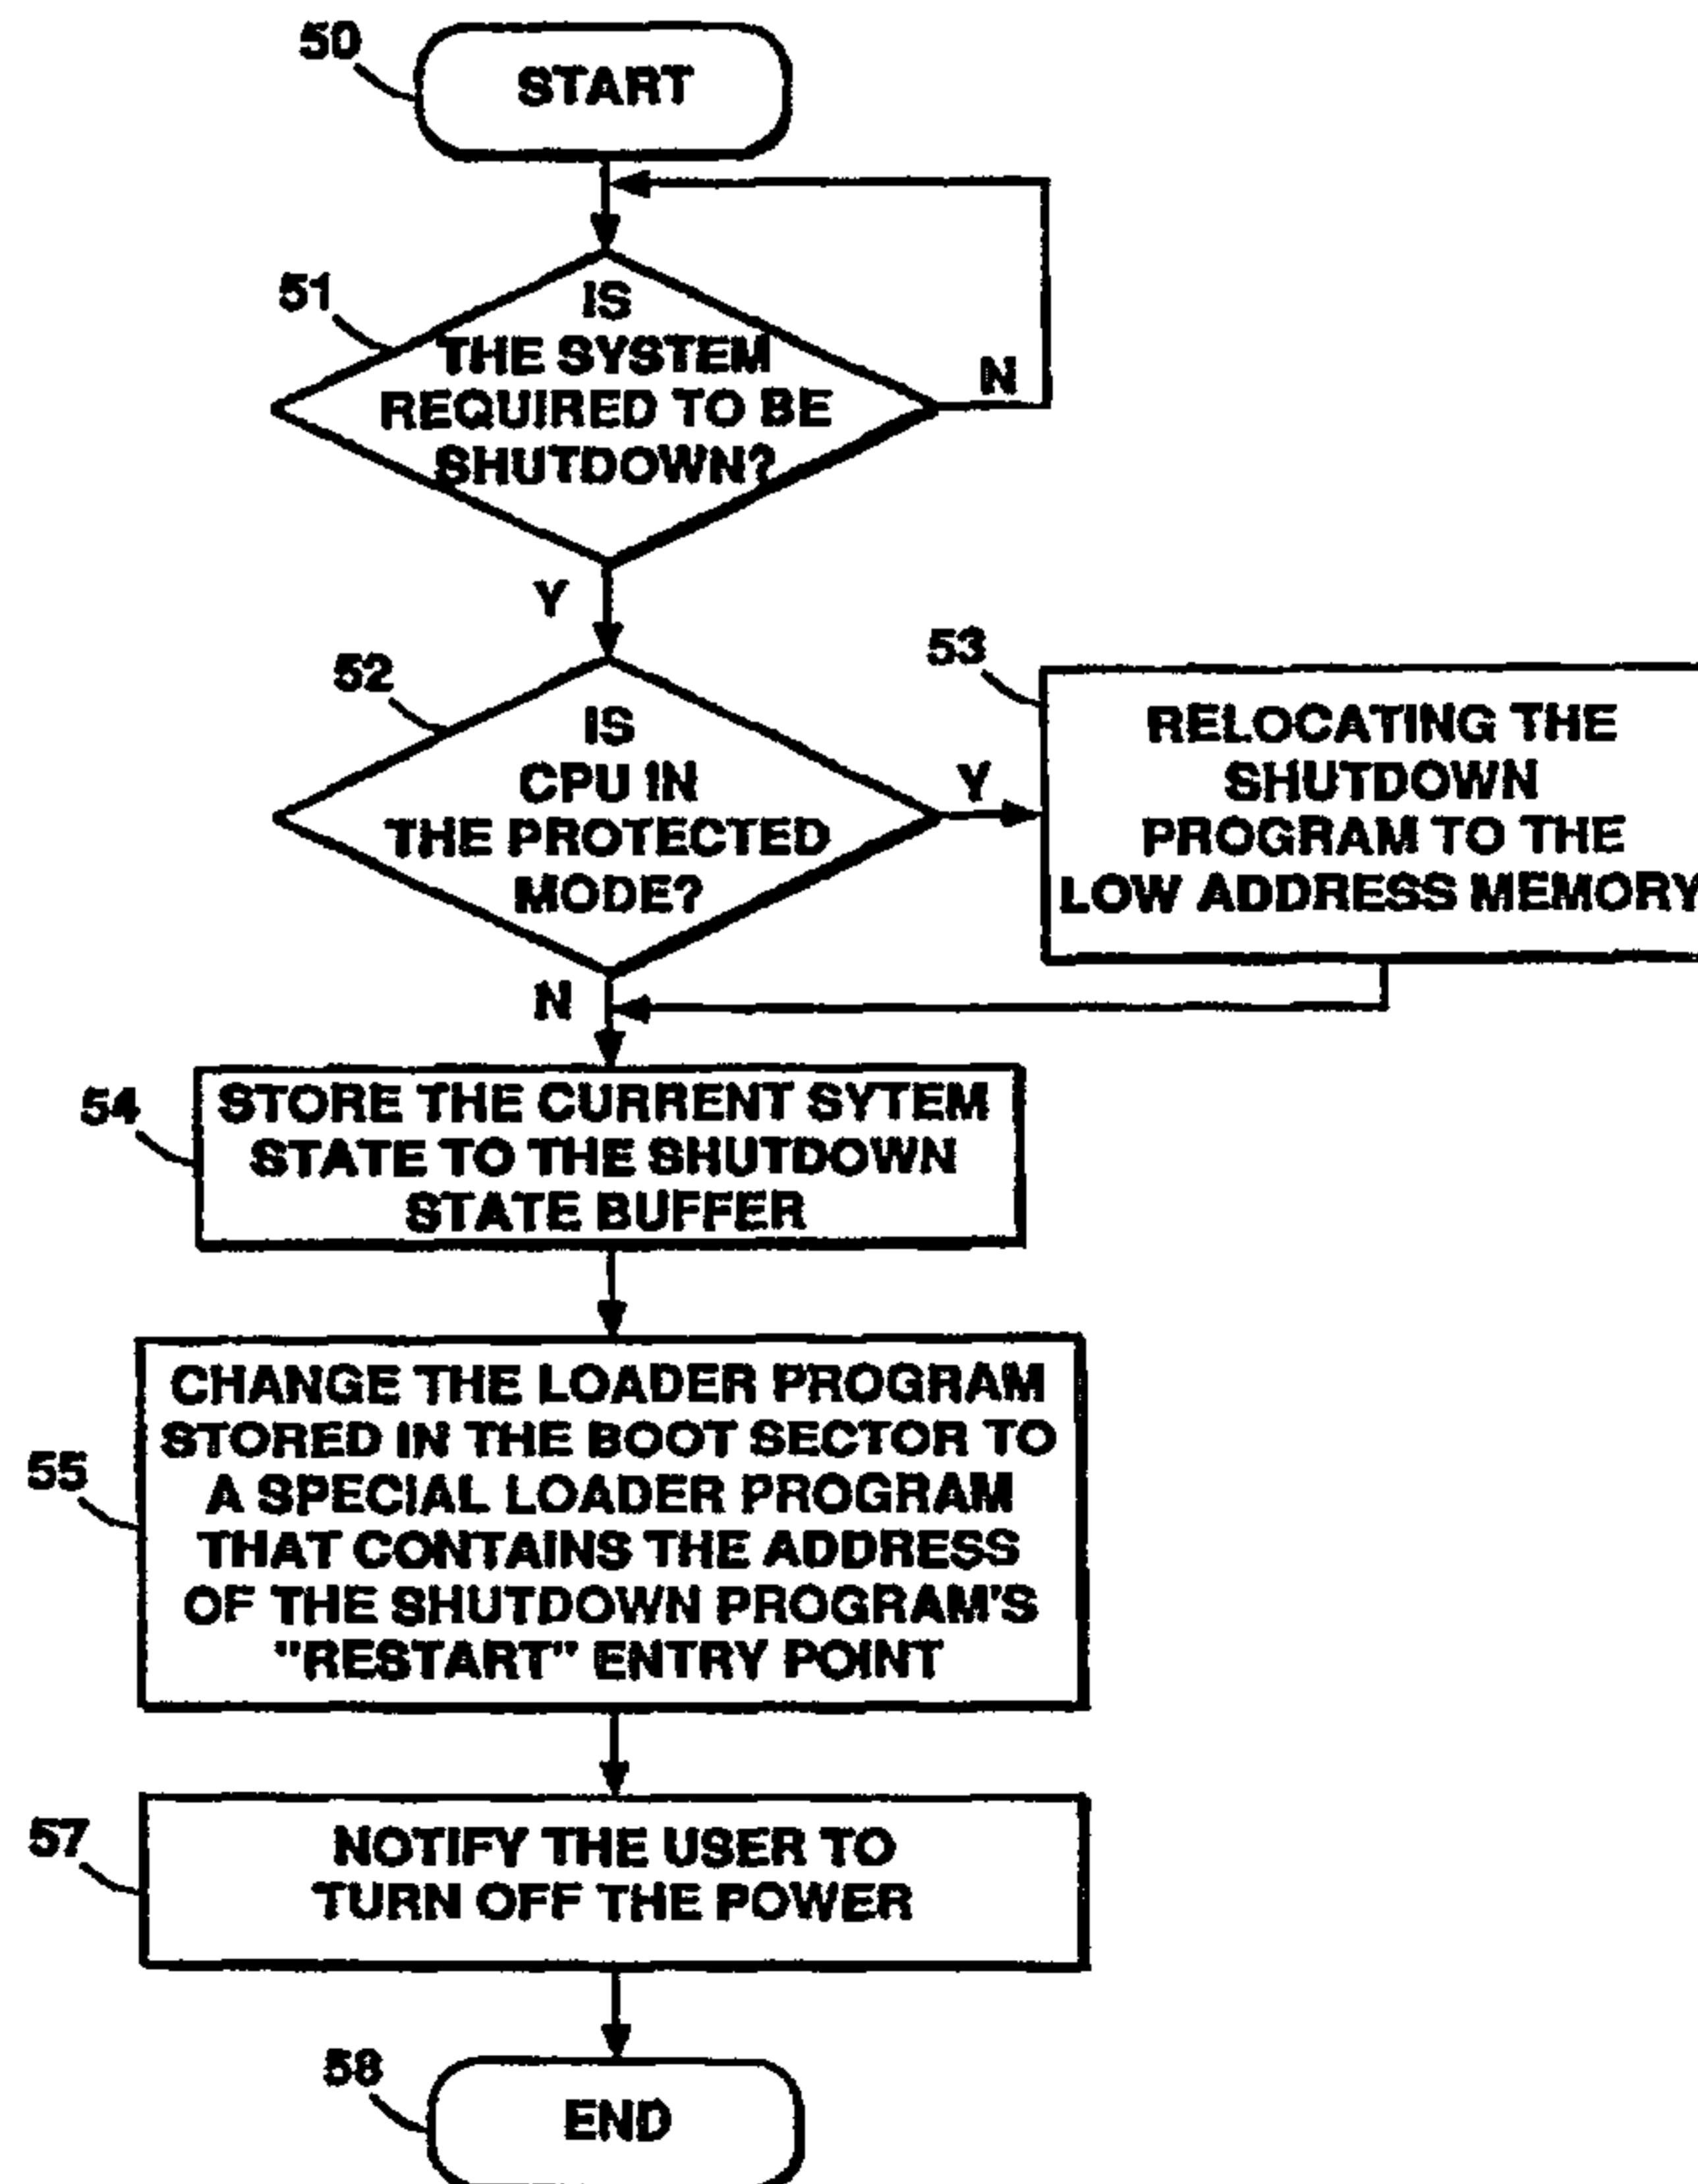 50
START
51
IS
THE SYSTEM
REQUIRED TO BE
SHUTDOWN?
N
Y
52
IS
CPU IN
THE PROTECTED
MODE?
Y
53
RELOCATING THE
SHUTDOWN
PROGRAM TO THE
LOW ADDRESS MEMORY
N
54
STORE THE CURRENT SYTEM
STATE TO THE SHUTDOWN
STATE BUFFER
55
CHANGE THE LOADER PROGRAM
STORED IN THE BOOT SECTOR TO
A SPECIAL LOADER PROGRAM
THAT CONTAINS THE ADDRESS
OF THE SHUTDOWN PROGRAM'S
"RESTART" ENTRY POINT
57
NOTIFY THE USER TO
TURN OFF THE POWER
58
END